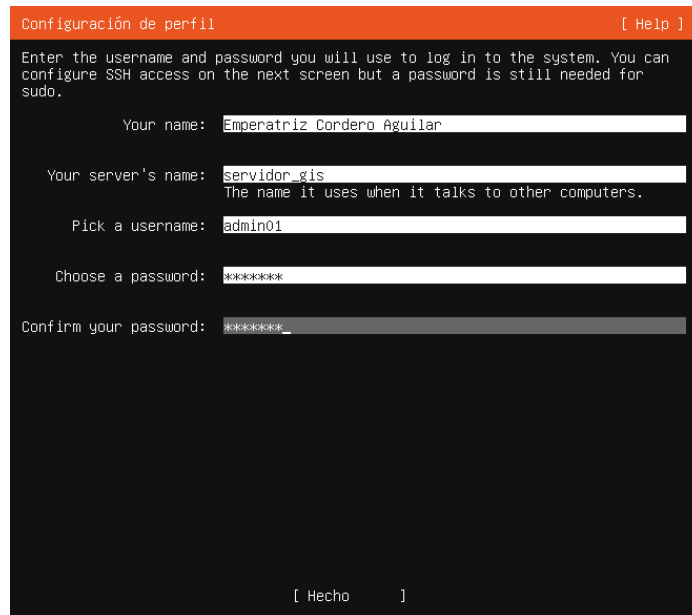 Configuración de perfil [ Help ]
Enter the username and password you will use to log in to the system. You can
configure SSH access on the next screen but a password is still needed for
sudo.
Your name: Emperatriz Cordero Aguilar
Your server's name: servidor_gis
The name it uses when it talks to other computers.
Pick a username: admin01
Choose a password: *******
Confirm your password: *******_
[ Hecho ]